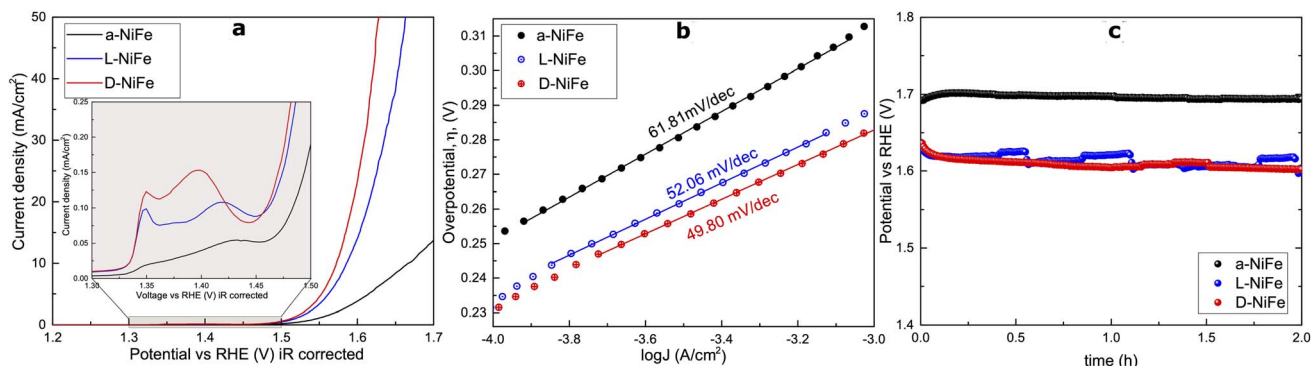 a
a-NiFe
L-NiFe
D-NiFe
50
40
30
20
10
0
Current density (mA/cm²)
1.2
1.3
1.4
1.5
1.6
1.7
Potential vs RHE (V) iR corrected
0.25
0.20
0.15
0.10
0.05
0.00
Current density (mA/cm²)
1.30
1.35
1.40
1.45
1.50
Voltage vs RHE (V) iR corrected
b
a-NiFe
L-NiFe
D-NiFe
0.31
0.29
0.28
0.26
0.25
0.23
Overpotential, η, (V)
61.81mV/dec
52.06 mV/dec
49.80 mV/dec
-4.0
-3.8
-3.6
-3.4
-3.2
-3.0
logJ (A/cm²)
c
1.8
1.7
1.6
1.5
1.4
Potential vs RHE (V)
a-NiFe
L-NiFe
D-NiFe
0.0
0.5
1.0
1.5
2.0
time (h)